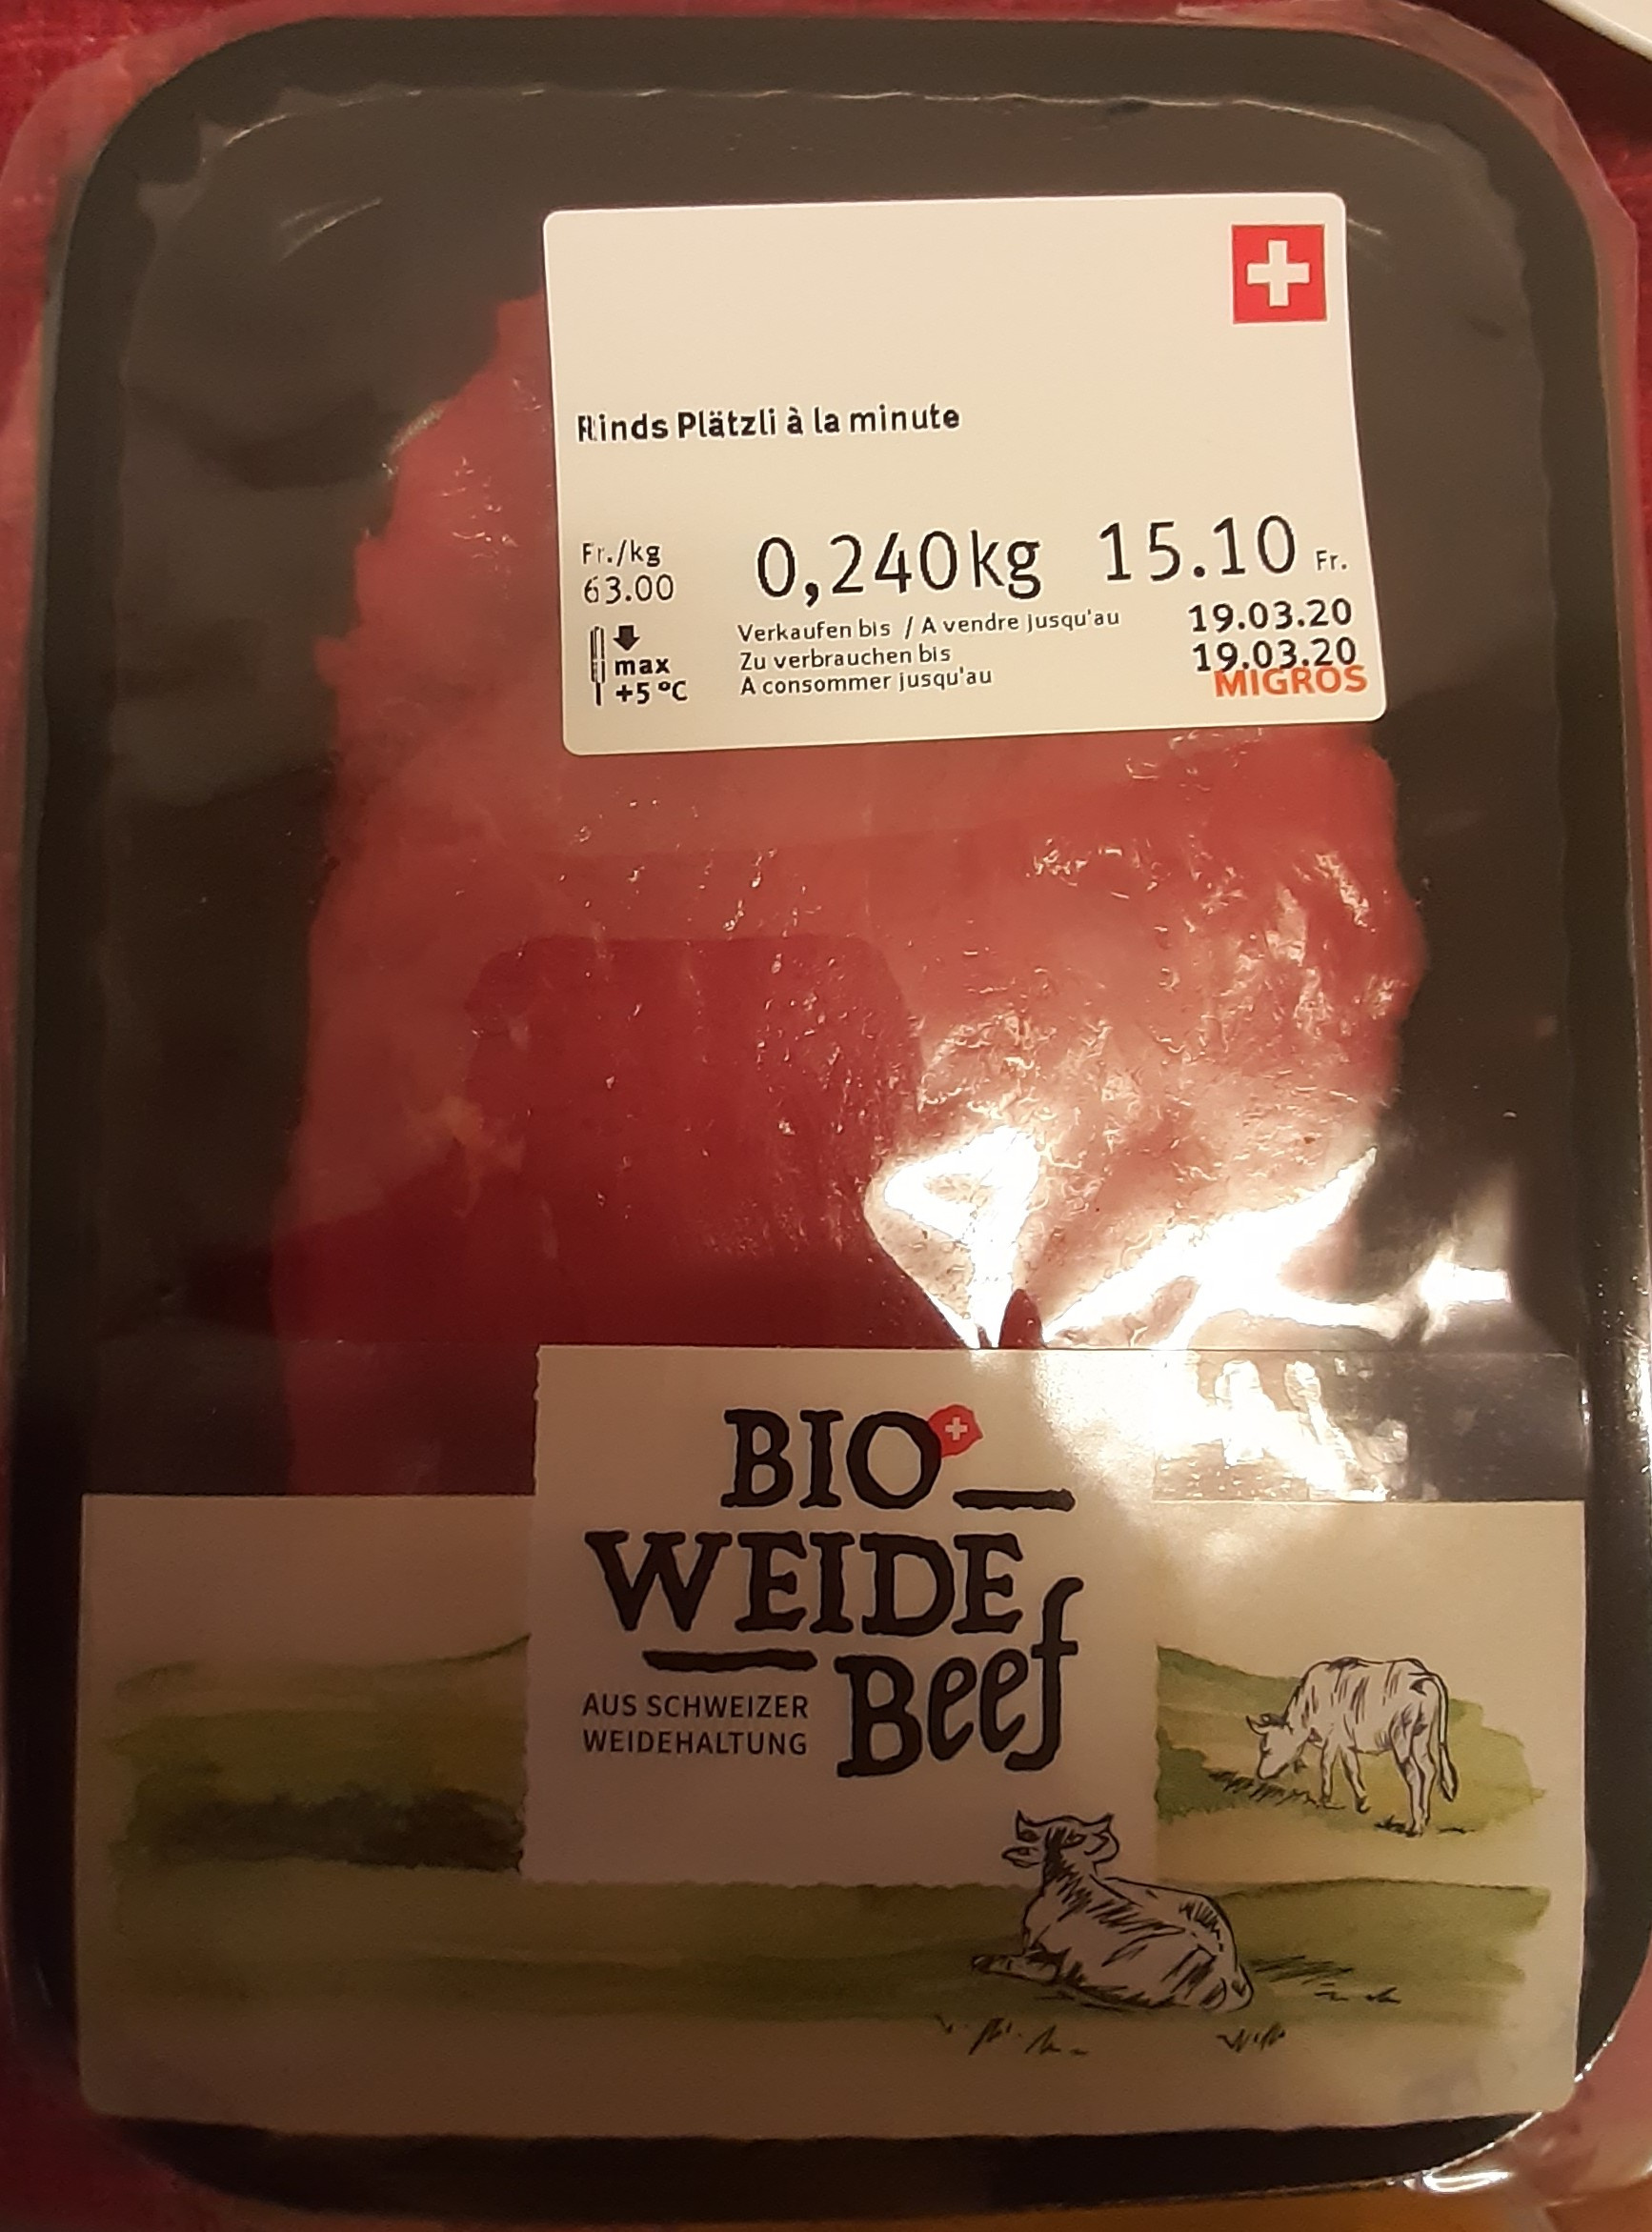 Rinds Plätzli à la minute
Fr./kg
63.00
0,240kg
15.10 Fr.
max
+5°C
Verkaufen bis / A vendre jusqu'au 19.03.20
Zu verbrauchen bis 19.03.20
A consommer jusqu'au
MIGROS
BIO
WEIDE
Beef
AUS SCHWEIZER
WEIDEHALTUNG